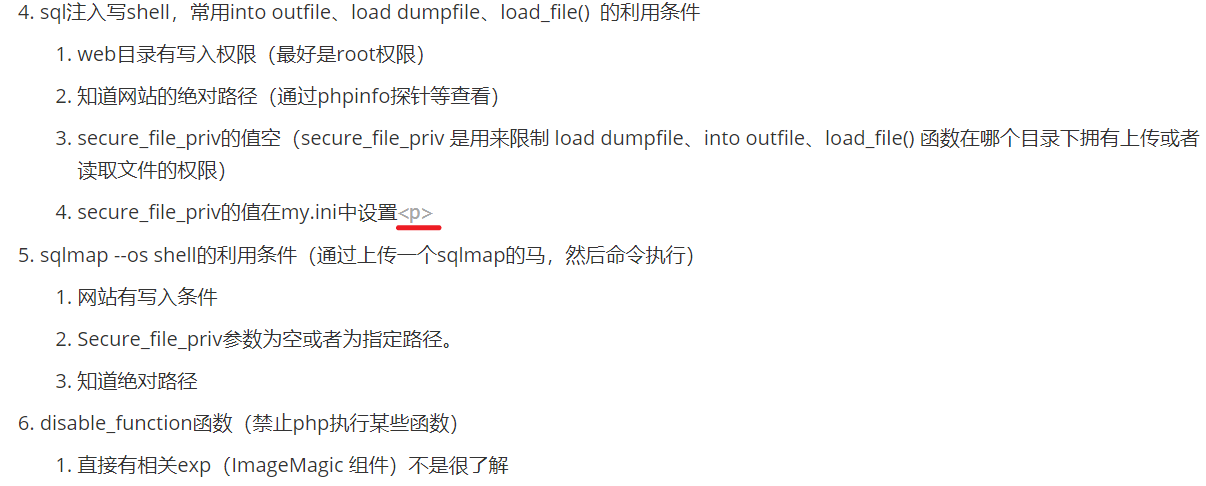 4. sql注入写shell，常用into outfile、load dumpfile、load_file() 的利用条件
1. web目录有写入权限（最好是root权限）
2. 知道网站的绝对路径（通过phpinfo探针等查看）
3. secure_file_priv的值空（secure_file_priv 是用来限制 load dumpfile、into outfile、load_file() 函数在哪个目录下拥有上传或者
读取文件的权限）
4. secure_file_priv的值在my.ini中设置<p>
5. sqlmap --os shell的利用条件（通过上传一个sqlmap的马，然后命令执行）
1. 网站有写入条件
2. Secure_file_priv参数为空或者为指定路径。
3. 知道绝对路径
6. disable_function函数（禁止php执行某些函数）
1. 直接有相关exp（ImageMagic 组件）不是很了解